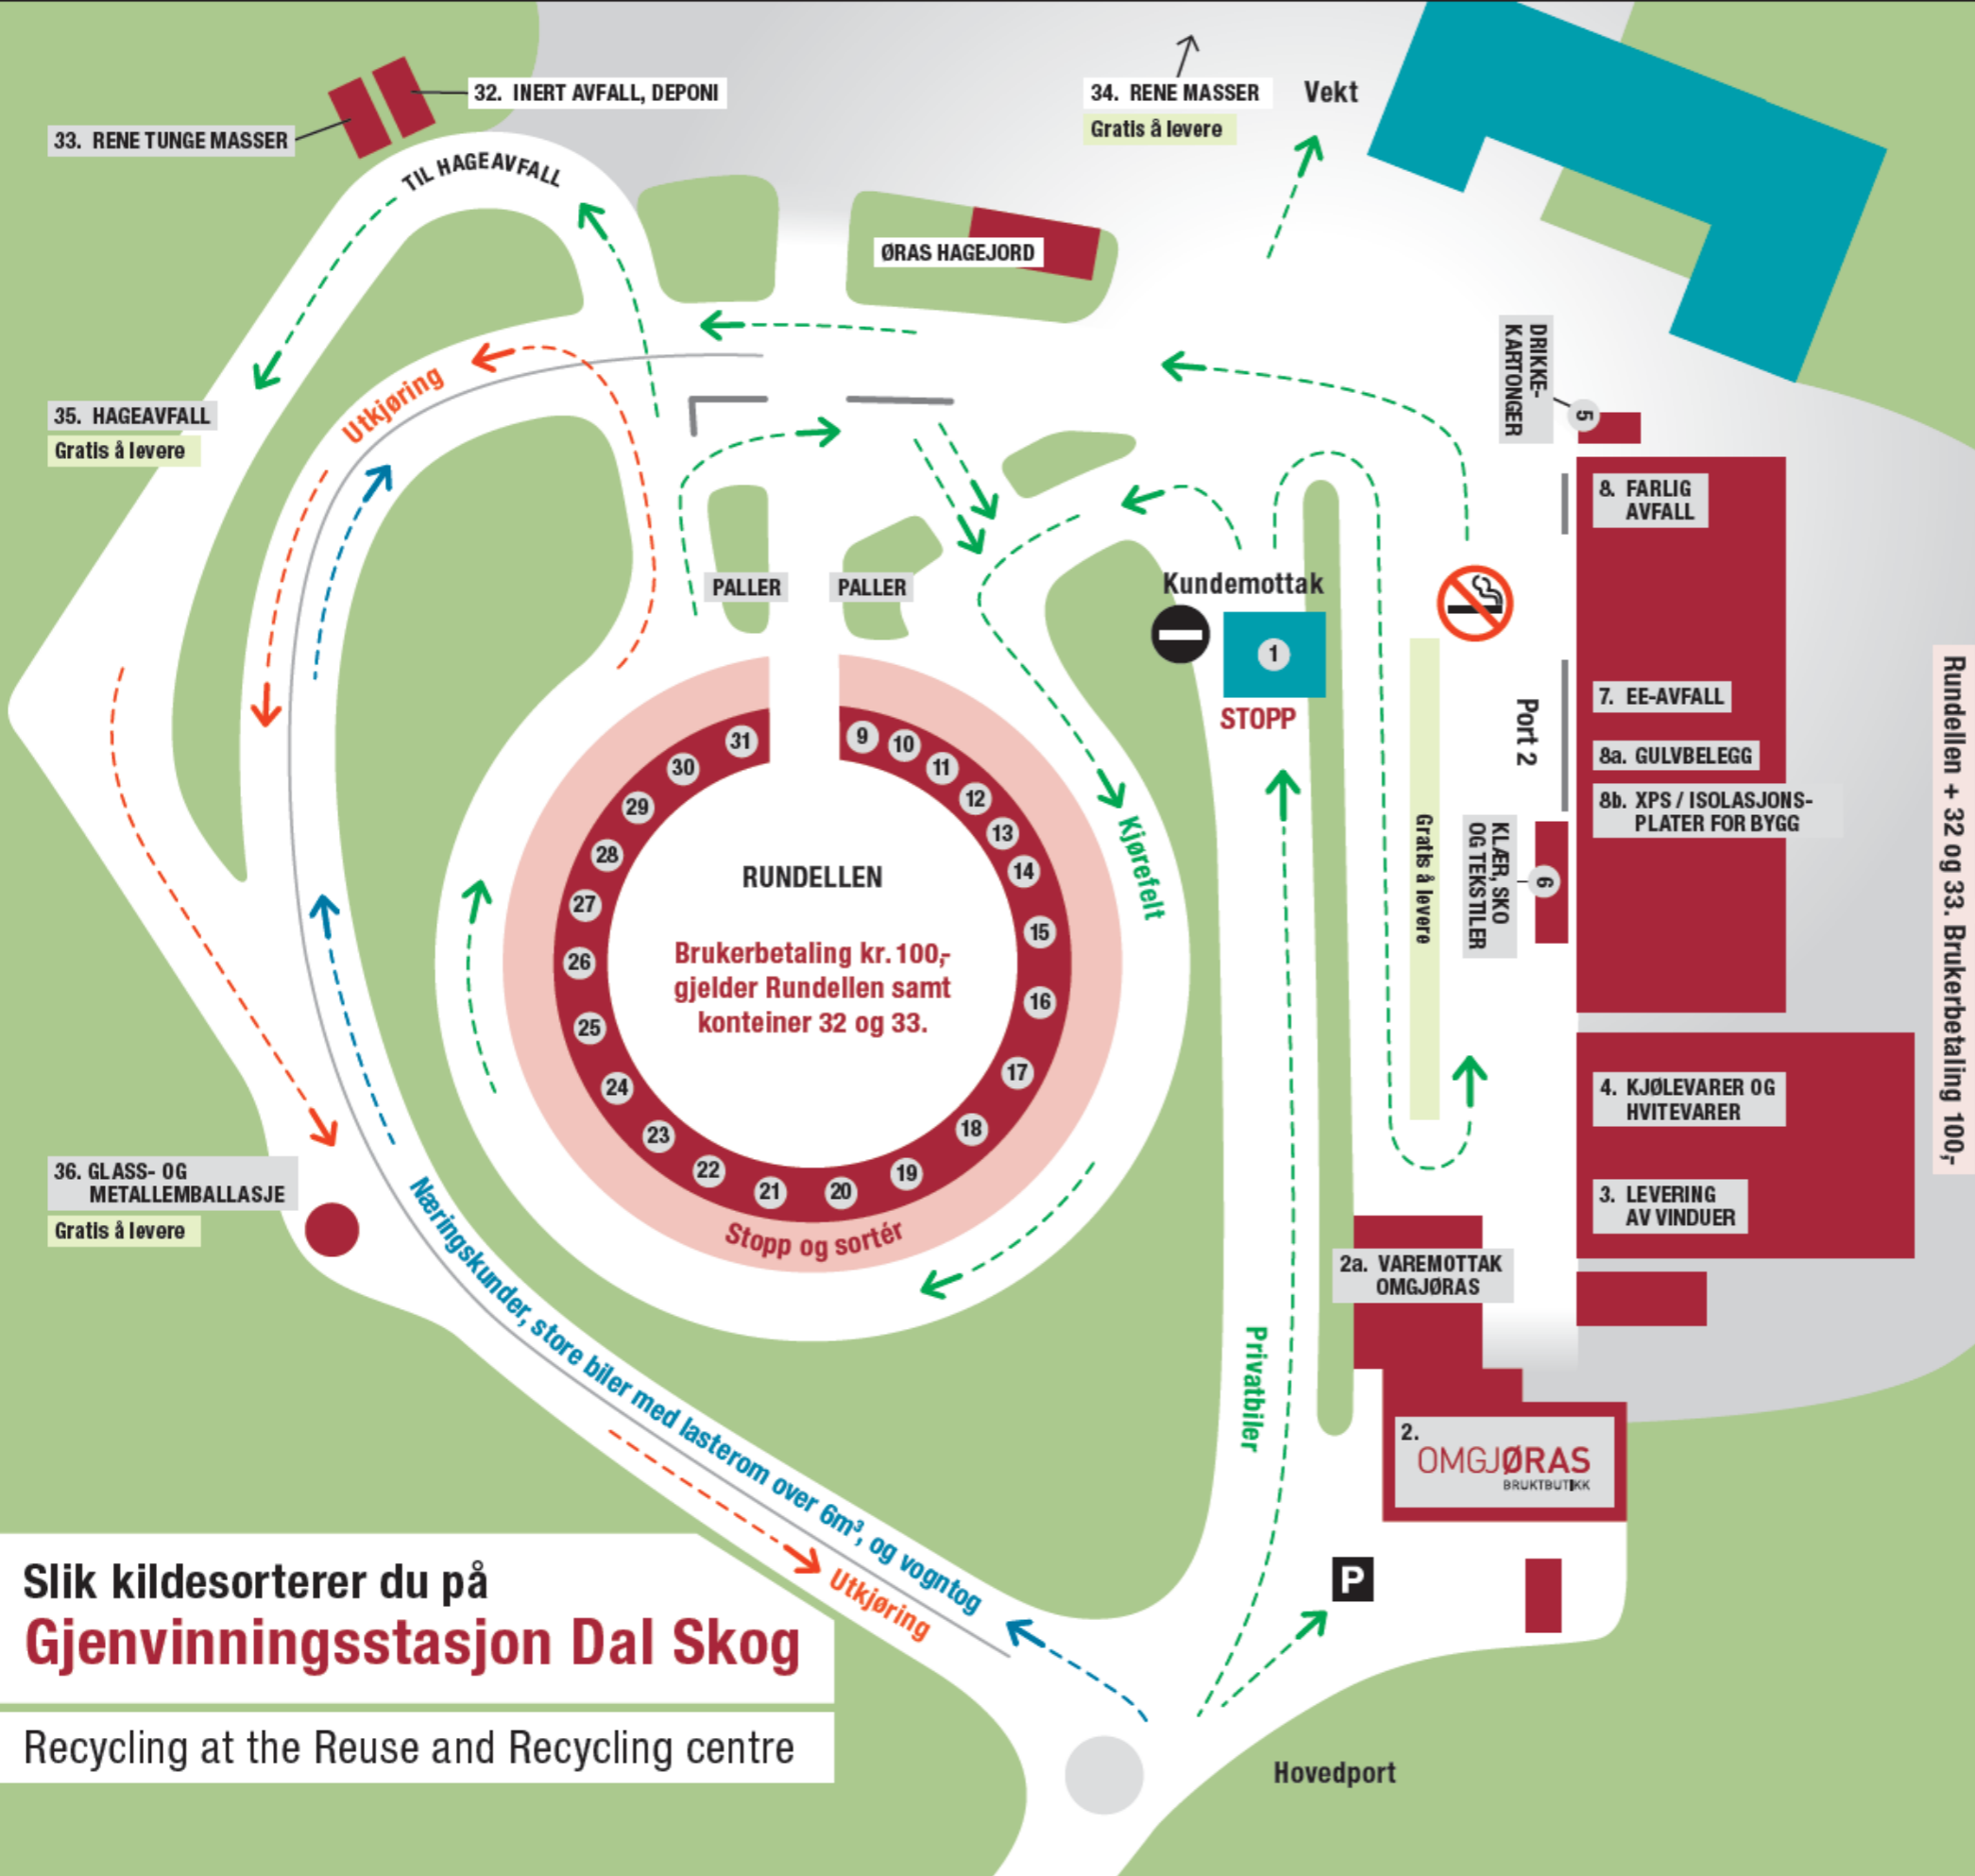 32. INERT AVFALL, DEPONI
33. RENE TUNGE MASSER
34. RENE MASSER
Gratis å levere
Vekt
TIL HAGEAVFALL
ØRAS HAGEJORD
DRIKKE-
KARTONGER
5
35. HAGEAVFALL
Gratis å levere
Utkjøring
8. FARLIG
AVFALL
PALLER
PALLER
Kundemottak
1
STOPP
Port 2
7. EE-AVFALL
8a. GULVBELEGG
8b. XPS / ISOLASJONS-
PLATER FOR BYGG
Rundellen + 32 og 33. Brukerbetaling 100,-
Gratis å levere
KLÆR, SKO
OG TEKSTILER
6
Kjørefelt
9
10
11
12
13
14
15
16
17
18
19
20
21
22
23
24
25
26
27
28
29
30
31
RUNDELLEN
Brukerbetaling kr. 100,-
gjelder Rundellen samt
konteiner 32 og 33.
Stopp og sortér
4. KJØLEVARER OG
HVITEVARER
3. LEVERING
AV VINDUER
36. GLASS- OG
METALLEMBALLASJE
Gratis å levere
2a. VAREMOTTAK
OMGJØRAS
Næringskunder, store biler med lasterom over 6m³, og vogntog
Privatbiler
2.
OMGJØRAS
BRUKTBUTIKK
Utkjøring
P
Slik kildesorterer du på
Gjenvinningsstasjon Dal Skog
Recycling at the Reuse and Recycling centre
Hovedport